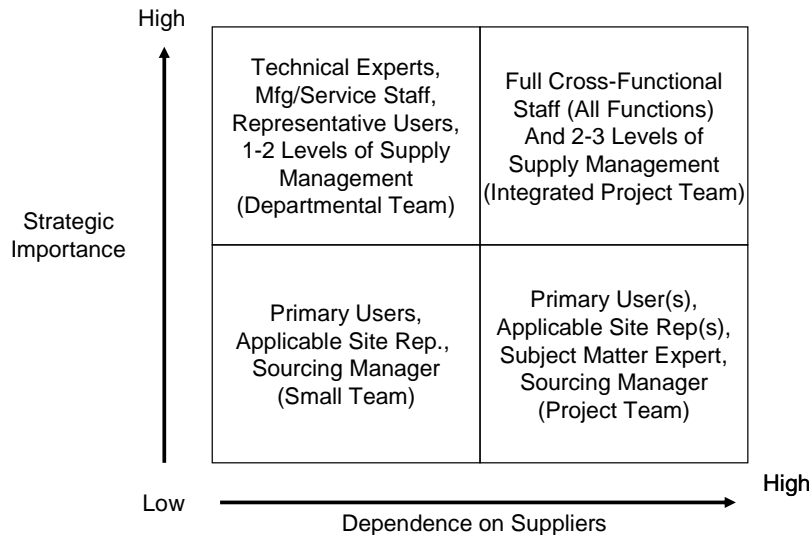 High
Technical Experts,
Mfg/Service Staff,
Representative Users,
1-2 Levels of Supply
Management
(Departmental Team)
Full Cross-Functional
Staff (All Functions)
And 2-3 Levels of
Supply Management
(Integrated Project Team)
Strategic
Importance
Primary Users,
Applicable Site Rep.,
Sourcing Manager
(Small Team)
Primary User(s),
Applicable Site Rep(s),
Subject Matter Expert,
Sourcing Manager
(Project Team)
Low
High
Dependence on Suppliers